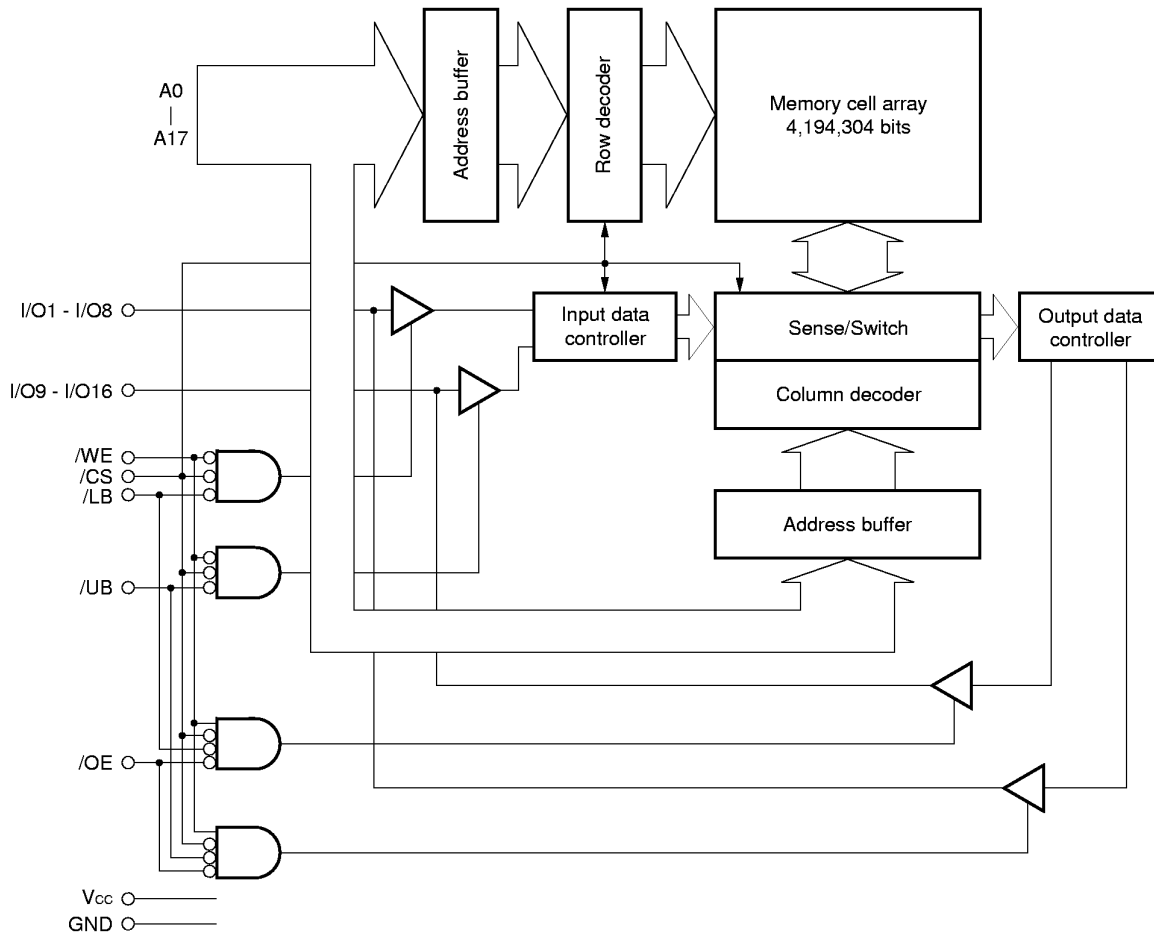 A0
A17
Address buffer
Row decoder
Memory cell array
4,194,304 bits
I/O1 - I/O8
I/O9 - I/O16
Input data
controller
Sense/Switch
Column decoder
Output data
controller
/WE
/CS
/LB
/UB
Address buffer
/OE
Vcc
GND